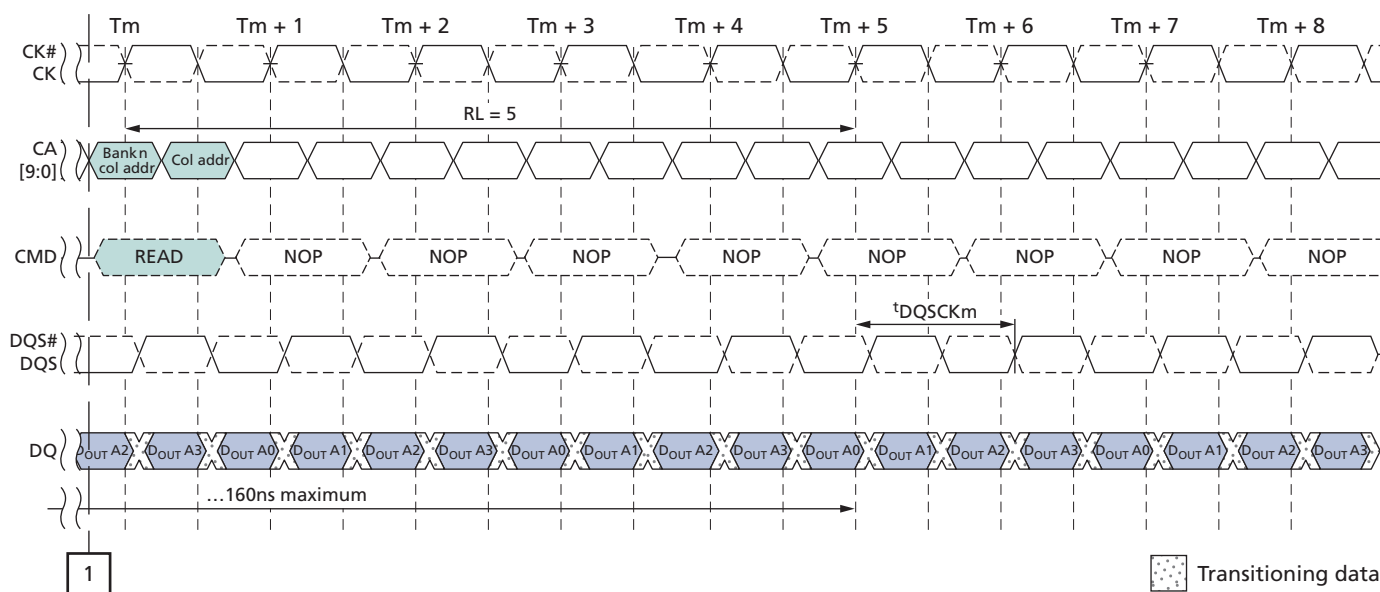 Tm Tm + 1 Tm + 2 Tm + 3 Tm + 4 Tm + 5 Tm + 6 Tm + 7 Tm + 8
CK#
CK
RL = 5
CA
[9:0]
Bank n
col addr
Col addr
CMD READ NOP NOP NOP NOP NOP NOP NOP NOP
tDQSCKm
DQS#
DQS
DQ DOUT A2 DOUT A3 DOUT A0 DOUT A1 DOUT A2 DOUT A3 DOUT A0 DOUT A1 DOUT A2 DOUT A3 DOUT A0 DOUT A1 DOUT A2 DOUT A3 DOUT A0 DOUT A1 DOUT A2 DOUT A3
…160ns maximum
1
Transitioning data